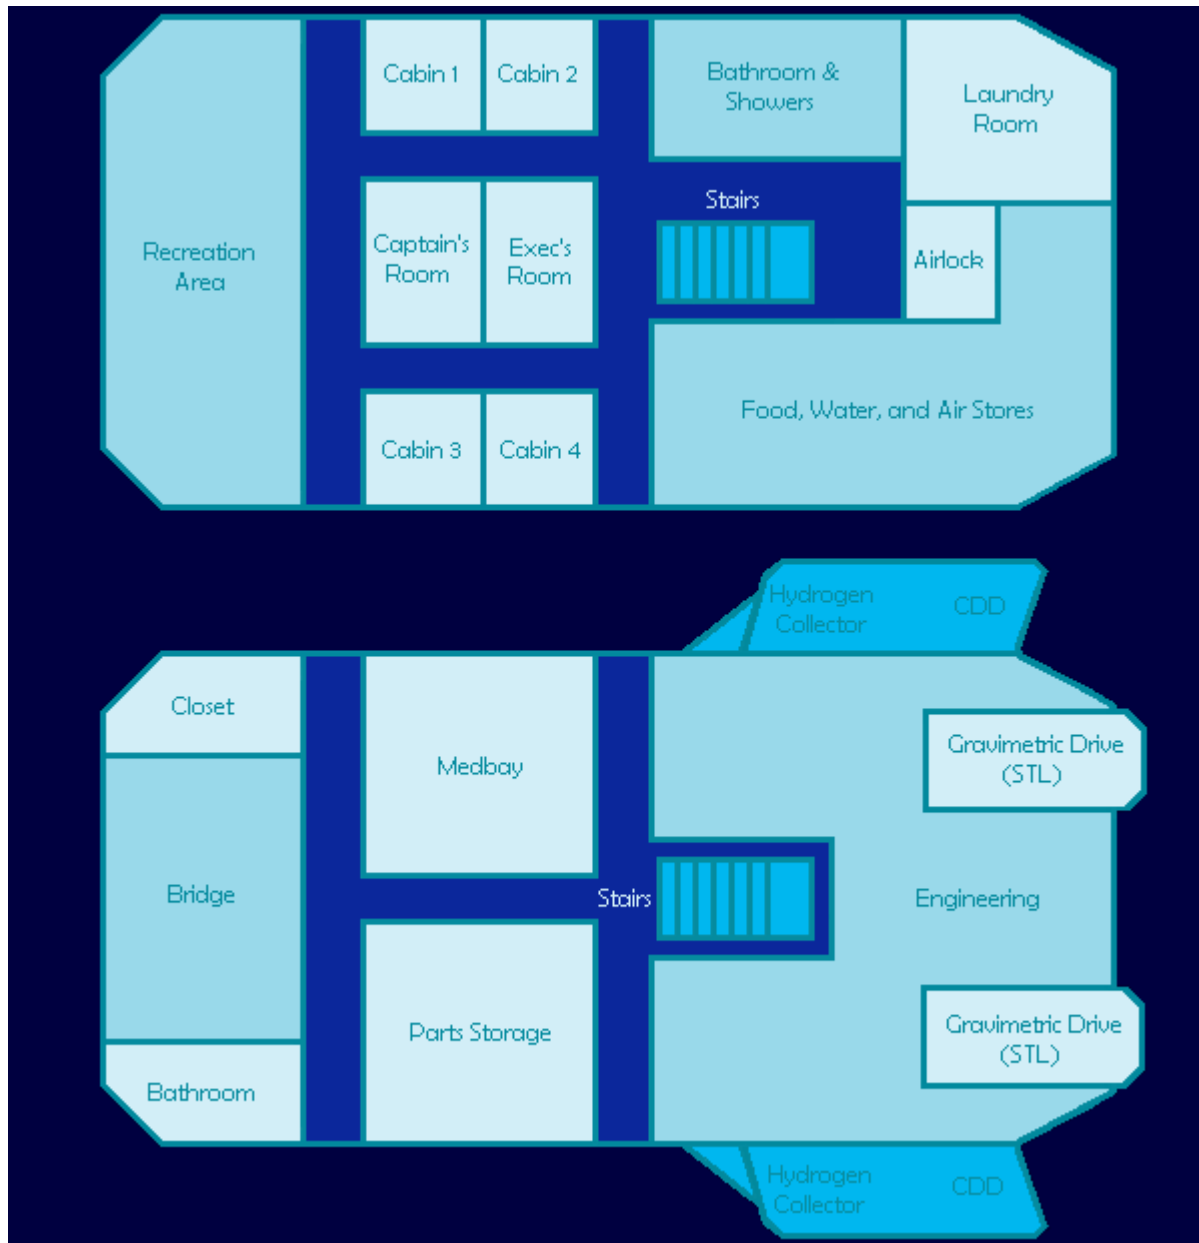 Cabin 1
Cabin 2
Bathroom &
Showers
Laundry
Room
Stairs
Recreation
Area
Captain's
Room
Exec's
Room
Airlock
Food, Water, and Air Stores
Cabin 3
Cabin 4
Hydrogen
Collector
CDD
Closet
Medbay
Gravimetric Drive
(STL)
Bridge
Stairs
Engineering
Parts Storage
Gravimetric Drive
(STL)
Bathroom
Hydrogen
Collector
CDD